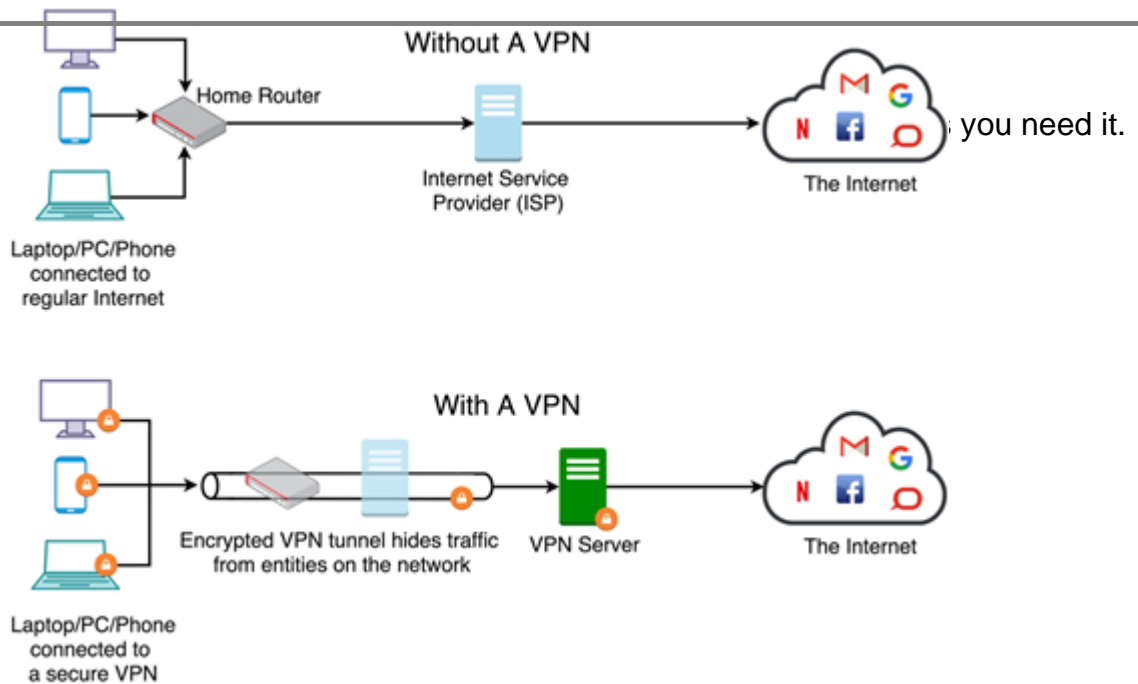 Without A VPN
Home Router
you need it.
Internet Service
Provider (ISP)
The Internet
Laptop/PC/Phone
connected to
regular Internet
With A VPN
Encrypted VPN tunnel hides traffic
from entities on the network
VPN Server
The Internet
Laptop/PC/Phone
connected to
a secure VPN